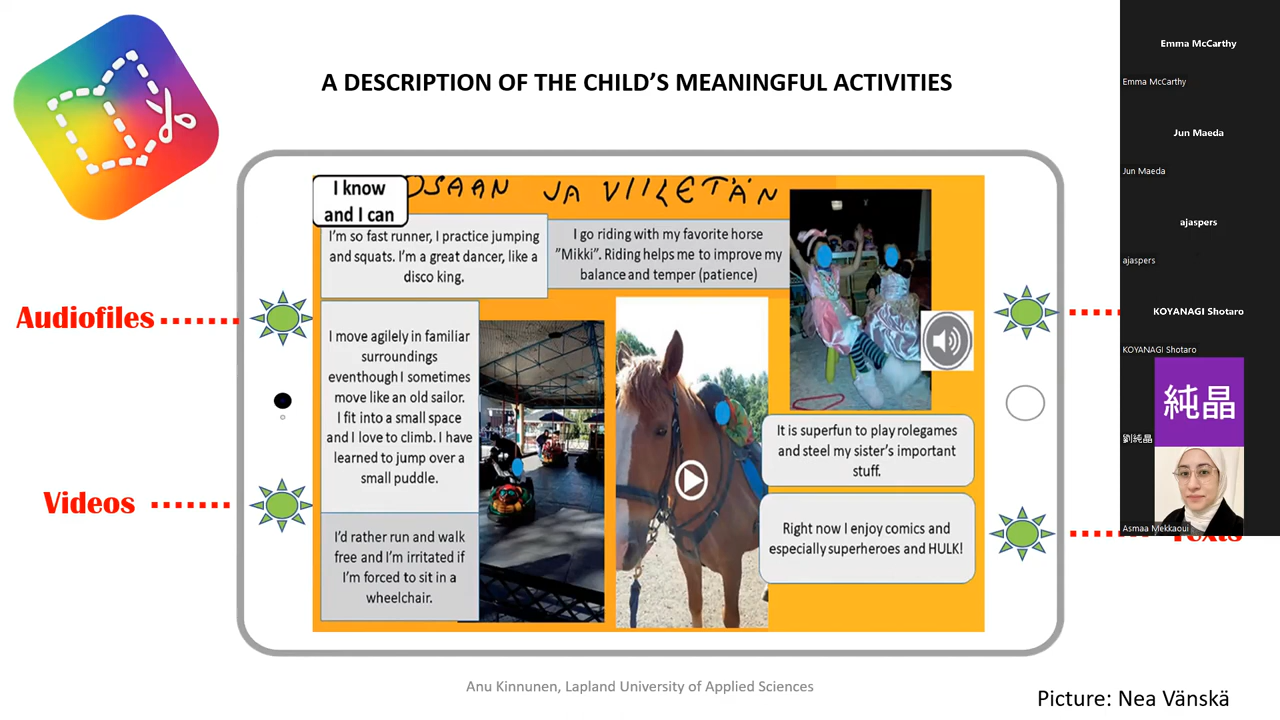 A DESCRIPTION OF THE CHILD'S MEANINGFUL ACTIVITIES
I know
and I can
OSAAN JA VIILETÄN
I'm so fast runner, I practice jumping
and squats. I'm a great dancer, like a
disco king.
I go riding with my favorite horse
"Mikki". Riding helps me to improve my
balance and temper (patience)
I move agilely in familiar
surroundings
eventhough I sometimes
move like an old sailor.
I fit into a small space
and I love to climb. I have
learned to jump over a
small puddle.
I'd rather run and walk
free and I'm irritated if
I'm forced to sit in a
wheelchair.
It is superfun to play rolegames
and steel my sister's important
stuff.
Right now I enjoy comics and
especially superheroes and HULK!
Audiofiles
Videos
Texts
Anu Kinnunen, Lapland University of Applied Sciences
Picture: Nea Vänskä
Emma McCarthy
Emma McCarthy
Jun Maeda
Jun Maeda
ajaspers
ajaspers
KOYANAGI Shotaro
KOYANAGI Shotaro
純晶
劉純晶
Asmaa Mekkaoui